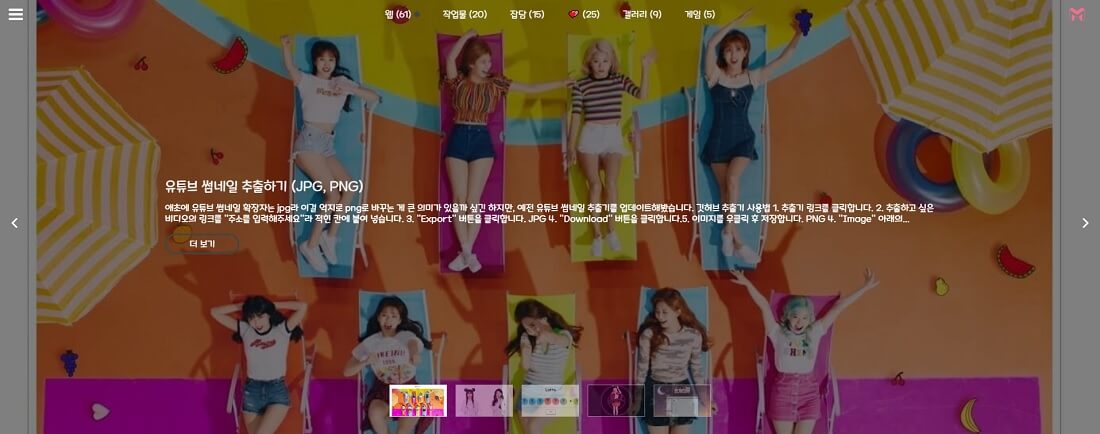 웹 (61)
작업물 (20)
잡담 (15)
🍉 (25)
갤러리 (9)
게임 (5)
유튜브 썸네일 추출하기 (JPG, PNG)
애초에 유튜브 썸네일 확장자는 jpg라 이걸 억지로 png로 바꾸는 게 큰 의미가 있을까 싶긴 하지만, 예전 유튜브 썸네일 추출기를 업데이트해봤습니다. 깃허브 추출기 사용법 1. 추출기 링크를 클릭합니다. 2. 추출하고 싶은
비디오의 링크를 "주소를 입력해주세요"라 적힌 칸에 붙여 넣습니다. 3. "Export" 버튼을 클릭합니다. JPG 4. "Download" 버튼을 클릭합니다.5. 이미지를 우클릭 후 저장합니다. PNG 4. "Image" 아래의...
더 보기